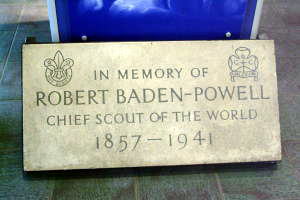 IN MEMORY OF
ROBERT BADEN-POWELL
CHIEF SCOUT OF THE WORLD
1857–1941